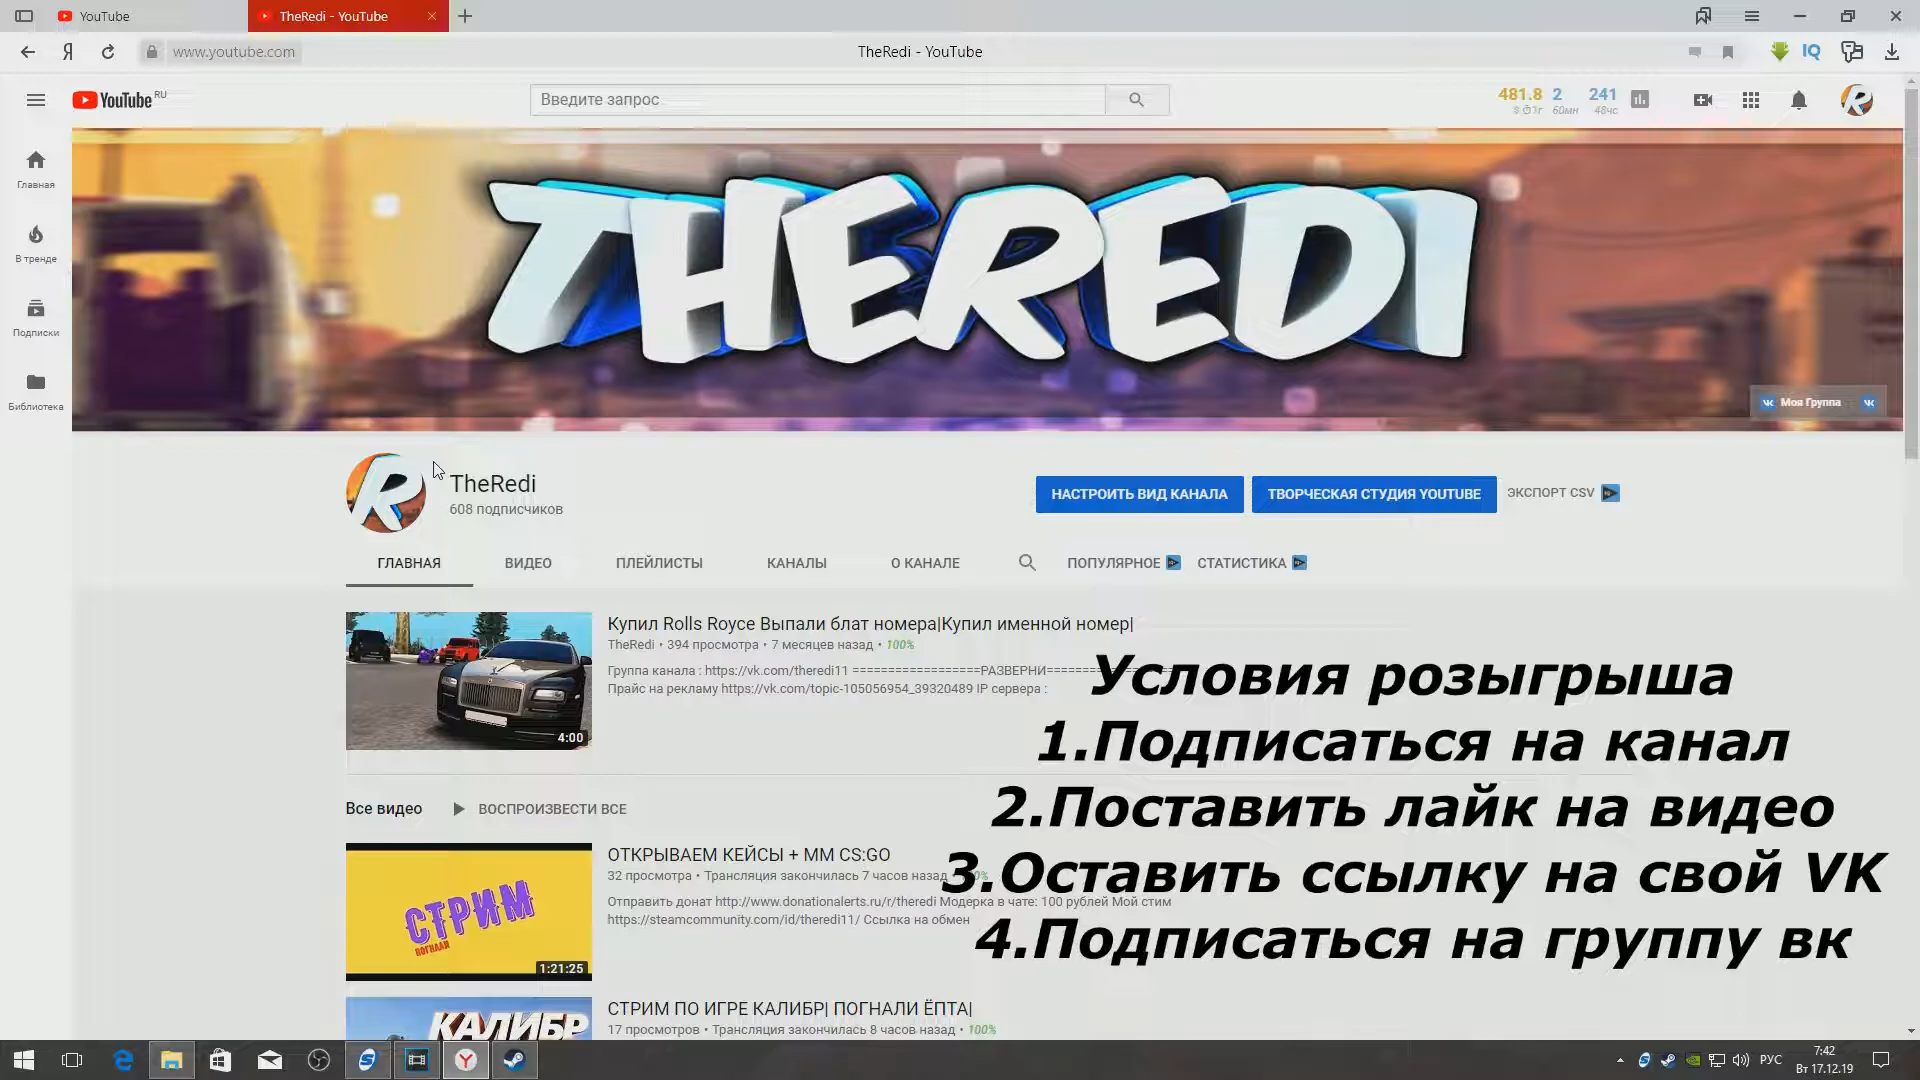 YouTube
TheRedi - YouTube
www.youtube.com
TheRedi - YouTube
IQ
YouTube RU
Введите запрос
481.8 2 241
60мн 48чс
THEREDI
Главная
В тренде
Подписки
Библиотека
Моя Группа
TheRedi
608 подписчиков
НАСТРОИТЬ ВИД КАНАЛА
ТВОРЧЕСКАЯ СТУДИЯ YOUTUBE
ЭКСПОРТ CSV
ГЛАВНАЯ ВИДЕО ПЛЕЙЛИСТЫ КАНАЛЫ О КАНАЛЕ ПОПУЛЯРНОЕ СТАТИСТИКА
Купил Rolls Royce Выпали блат номера|Купил именной номер|
TheRedi • 394 просмотра • 7 месяцев назад • 100%
Группа канала : https://vk.com/theredi11 ==================РАЗВЕРНИ==================
Прайс на рекламу https://vk.com/topic-105056954_39320489 IP сервера :
4:00
Условия розыгрыша
1.Подписаться на канал
2.Поставить лайк на видео
3.Оставить ссылку на свой VK
4.Подписаться на группу вк
Все видео
ВОСПРОИЗВЕСТИ ВСЕ
ОТКРЫВАЕМ КЕЙСЫ + ММ CS:GO
32 просмотра • Трансляция закончилась 7 часов назад
Отправить донат http://www.donationalerts.ru/r/theredi Модерка в чате: 100 рублей Мой стим
https://steamcommunity.com/id/theredi11/ Ссылка на обмен
СТРИМ
ПОГНАЛИ
1:21:25
СТРИМ ПО ИГРЕ КАЛИБР| ПОГНАЛИ ЁПТА|
17 просмотров • Трансляция закончилась 8 часов назад • 100%
КАЛИБР
РУС
7:42
Вт 17.12.19